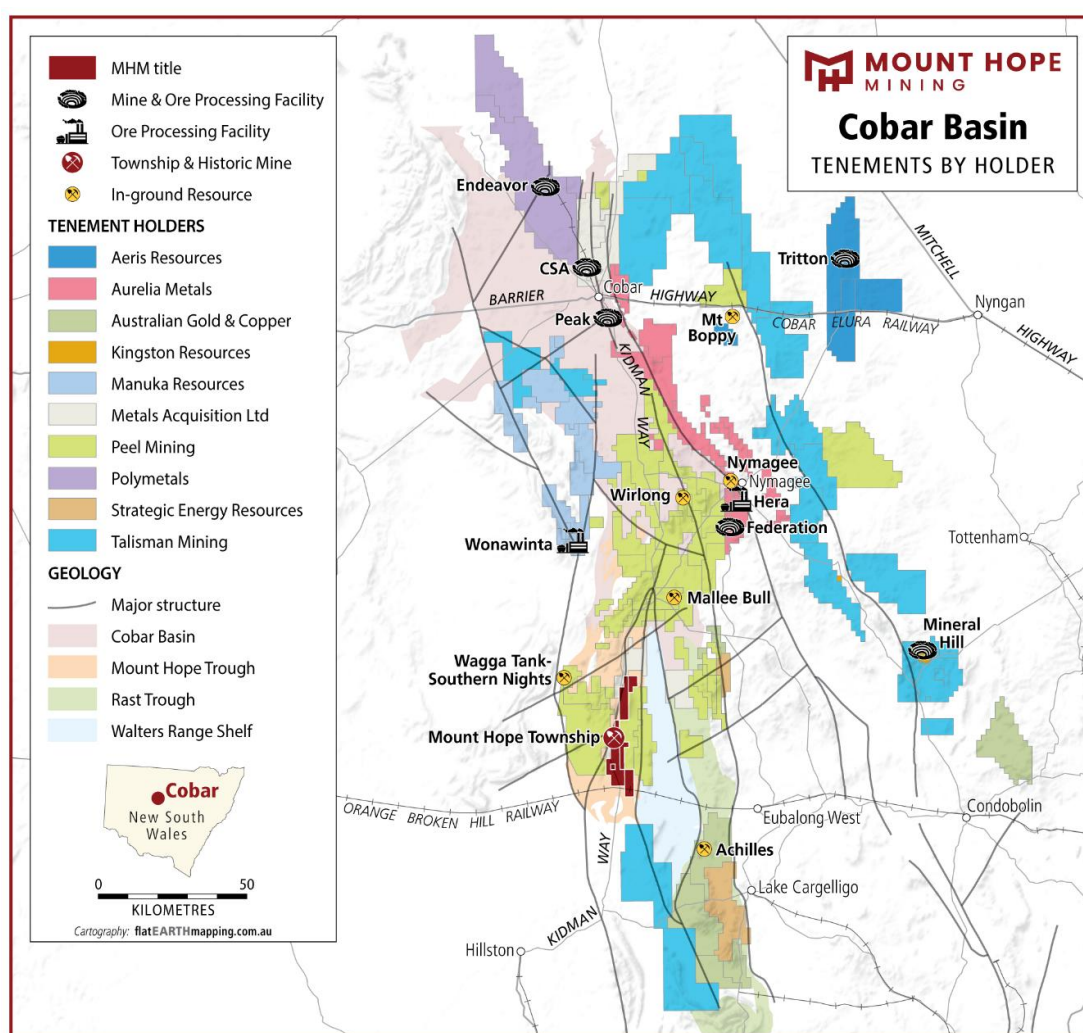 MOUNT HOPE
MINING
Cobar Basin
TENEMENTS BY HOLDER
MHM title
Mine & Ore Processing Facility
Ore Processing Facility
Township & Historic Mine
In-ground Resource
TENEMENT HOLDERS
Aeris Resources
Aurelia Metals
Australian Gold & Copper
Kingston Resources
Manuka Resources
Metals Acquisition Ltd
Peel Mining
Polymetals
Strategic Energy Resources
Talisman Mining
GEOLOGY
Major structure
Cobar Basin
Mount Hope Trough
Rast Trough
Walters Range Shelf
Cobar
New South
Wales
0 50
KILOMETRES
Cartography: flatEARTHmapping.com.au
Endeavor
CSA
Cobar
Peak
BARRIER HIGHWAY
Mt
Boppy
Tritton
MITCHELL
HIGHWAY
Nyngan
COBAR ELURA RAILWAY
KIDMAN WAY
Nymagee
Nymagee
Hera
Wirlong
Federation
Wonawinta
Tottenham
Mallee Bull
Mineral
Hill
Wagga Tank-
Southern Nights
Mount Hope Township
ORANGE BROKEN HILL RAILWAY
Eubalong West
Condobolin
Achilles
Lake Cargelligo
KIDMAN WAY
Hillston